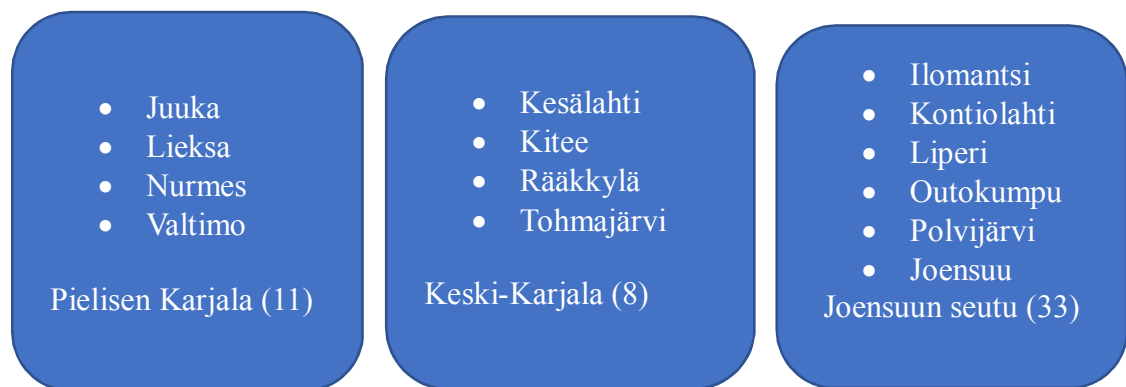 • Juuka
• Lieksa
• Nurmes
• Valtimo
Pielisen Karjala (11)
• Kesälahti
• Kitee
• Rääkkylä
• Tohmajärvi
Keski-Karjala (8)
• Ilomantsi
• Kontiolahti
• Liperi
• Outokumpu
• Polvijärvi
• Joensuu
Joensuun seutu (33)